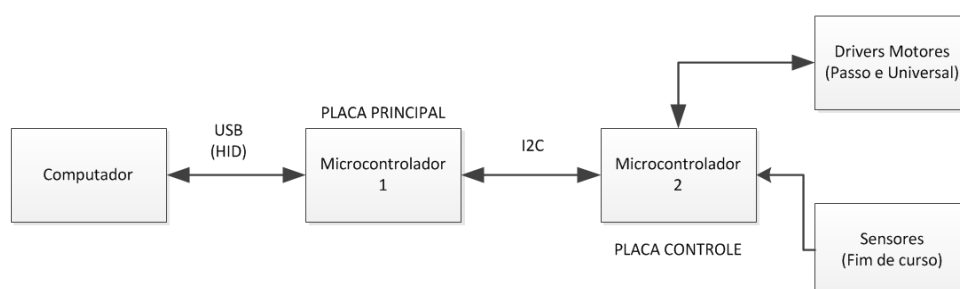 Drivers Motores
(Passo e Universal)
PLACA PRINCIPAL
USB
(HID)
I2C
Computador
Microcontrolador
1
Microcontrolador
2
PLACA CONTROLE
Sensores
(Fim de curso)